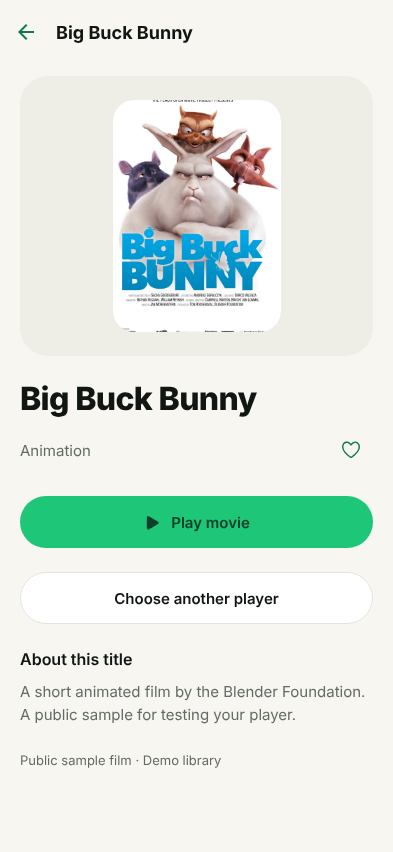 Big Buck Bunny
Big Buck
BUNNY
Big Buck Bunny
Animation
Play movie
Choose another player
About this title
A short animated film by the Blender Foundation.
A public sample for testing your player.
Public sample film · Demo library